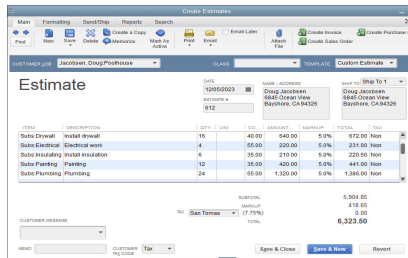 Create Estimates
Main Formatting Send/Ship Reports Search
Find New Save Delete Create a Copy Memorize Mark As Active Print Email Email Later Attach File Create Invoice Create Sales Order Create Purchase
CUSTOMER:JOB Jacobsen, Doug:Poolhouse CLASS TEMPLATE Custom Estimate
Estimate
DATE
12/05/2023
ESTIMATE #
612
NAME / ADDRESS
Doug Jacobsen
6845 Ocean View
Bayshore, CA 94326
SHIP TO Ship To 1
Doug Jacobsen
6845 Ocean View
Bayshore, CA 94326
ITEM DESCRIPTION QTY U/M CO... AMOUNT MARKUP TOTAL TAX
Subs:Drywall Install drywall 16 40.00 640.00 5.0% 672.00 Non
Subs:Electrical Electrical work 4 55.00 220.00 5.0% 231.00 Non
Subs:Insulating Install insulation 6 35.00 210.00 5.0% 220.50 Non
Subs:Painting Painting 12 35.00 420.00 5.0% 441.00 Non
Subs:Plumbing Plumbing 24 55.00 1,320.00 5.0% 1,386.00 Non
SUBTOTAL 5,904.85
MARKUP 418.65
TAX San Tomas (7.75%) 0.00
TOTAL 6,323.50
CUSTOMER MESSAGE
MEMO CUSTOMER TAX CODE Tax Save & Close Save & New Revert